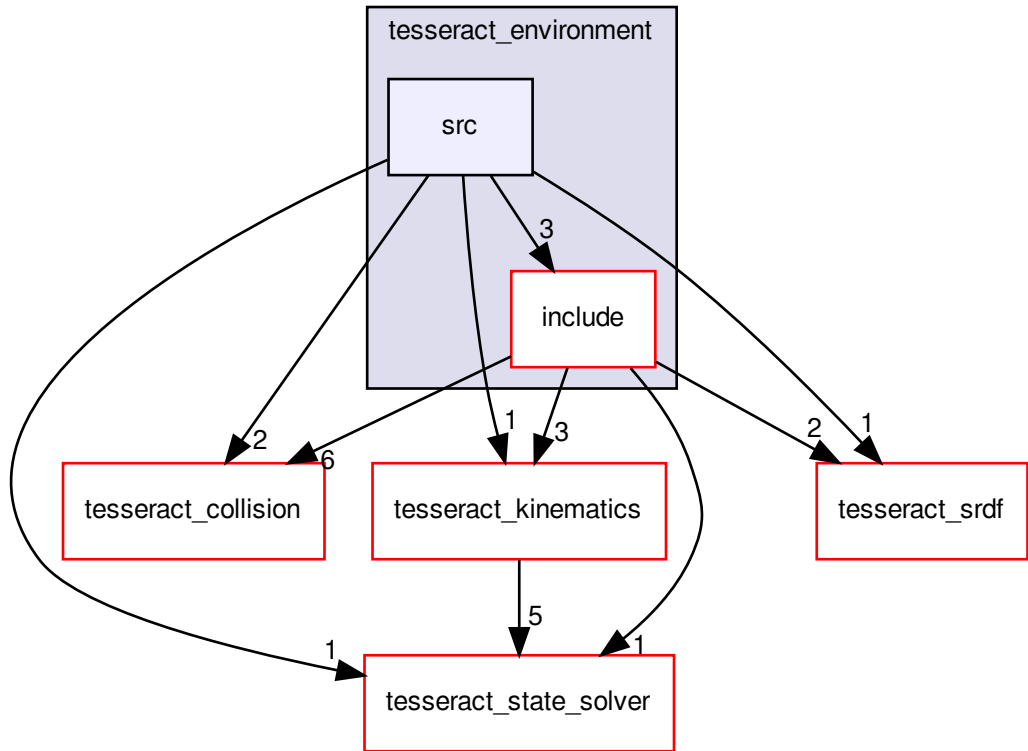 tesseract_environment
src
3
include
2
6
1
3
2
1
tesseract_collision
tesseract_kinematics
tesseract_srdf
5
1
1
tesseract_state_solver